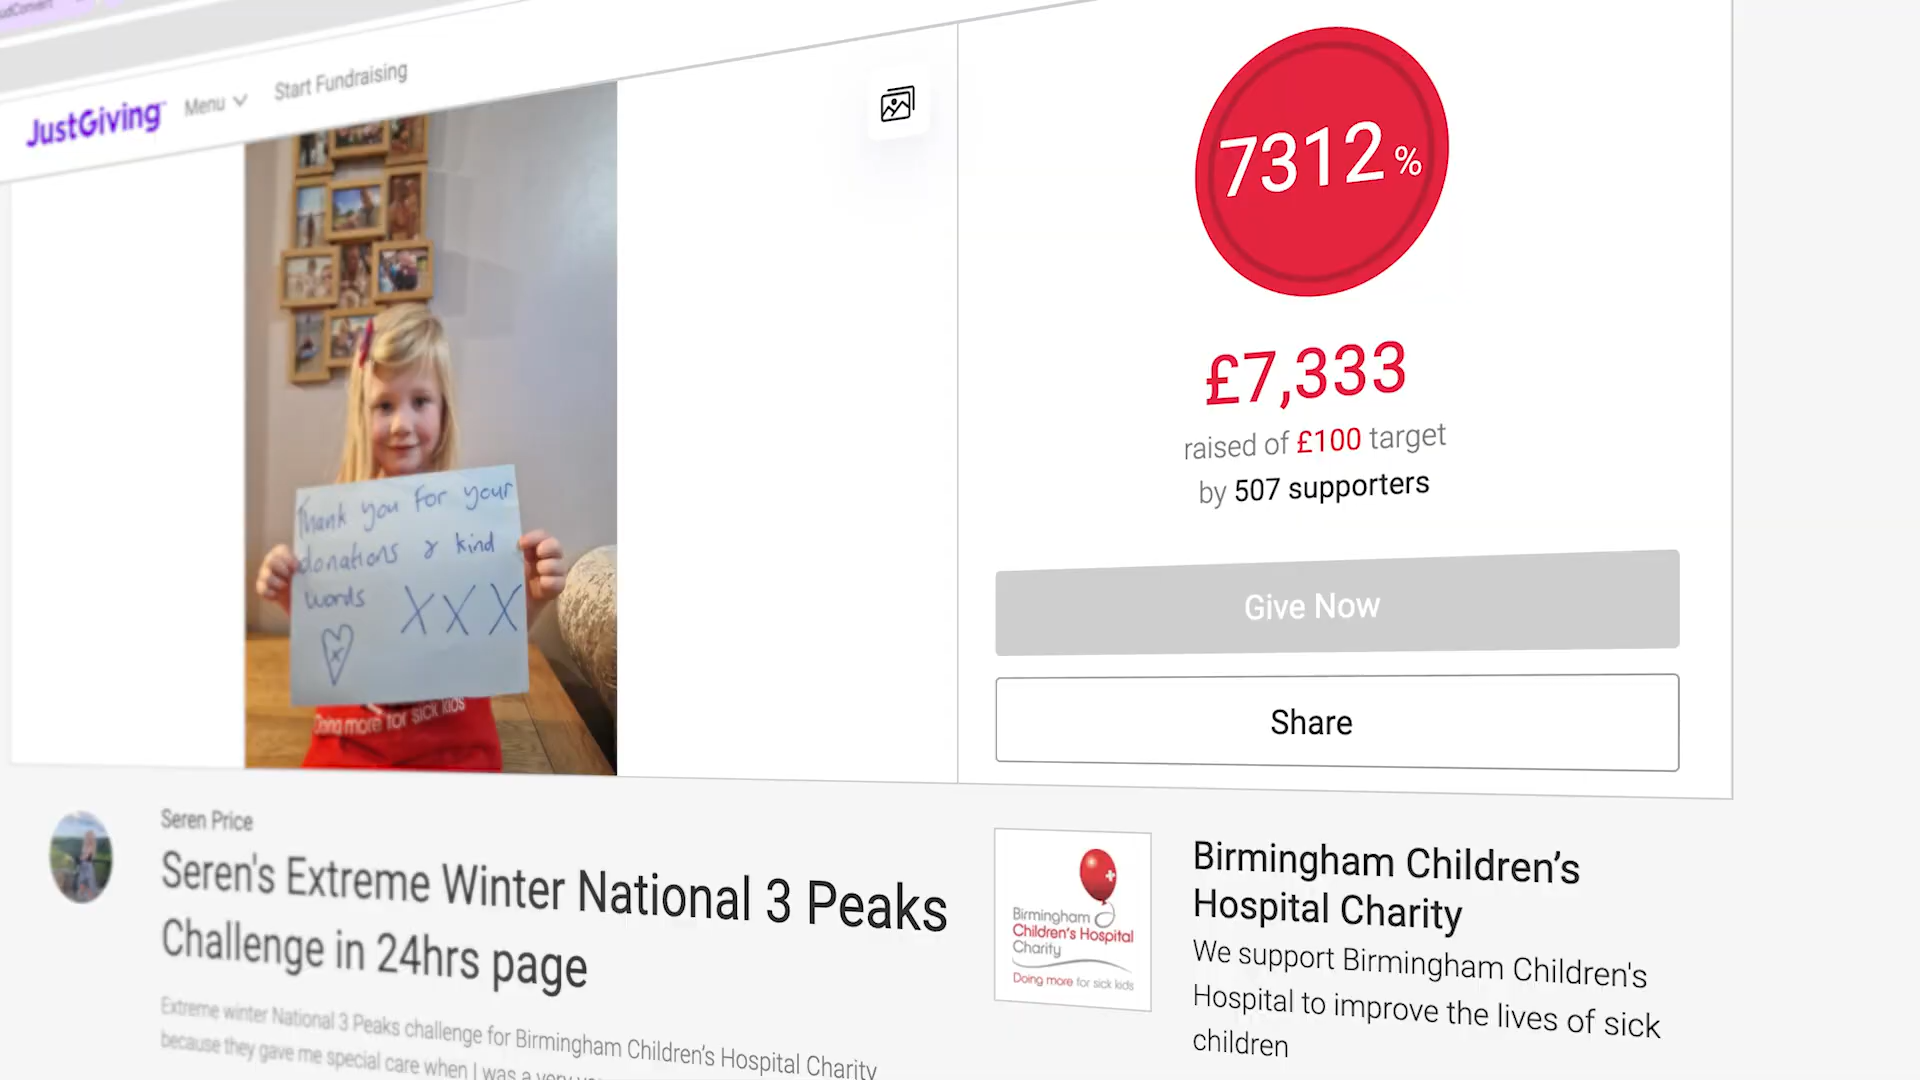 JustGiving
Menu
Start Fundraising
Thank you for your
donations & kind
words XXX
x
Doing more for sick kids
7312%
£7,333
raised of £100 target
by 507 supporters
Give Now
Share
Seren Price
Seren's Extreme Winter National 3 Peaks
Challenge in 24hrs page
Extreme winter National 3 Peaks challenge for Birmingham Children's Hospital Charity
because they gave me special care when I was a very
Birmingham
Children's Hospital
Charity
Doing more for sick kids
Birmingham Children’s
Hospital Charity
We support Birmingham Children's
Hospital to improve the lives of sick
children